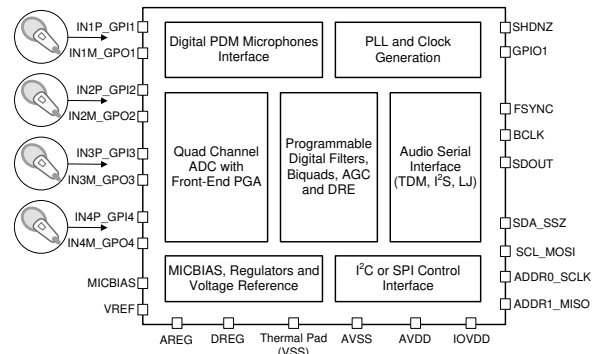 IN1P_GPI1
IN1M_GPO1
IN2P_GPI2
IN2M_GPO2
IN3P_GPI3
IN3M_GPO3
IN4P_GPI4
IN4M_GPO4
MICBIAS
VREF
Digital PDM Microphones
Interface
PLL and Clock
Generation
Quad Channel
ADC with
Front-End PGA
Programmable
Digital Filters,
Biquads, AGC
and DRE
Audio Serial
Interface
(TDM, I²S, LJ)
MICBIAS, Regulators and
Voltage Reference
I²C or SPI Control
Interface
SHDNZ
GPIO1
FSYNC
BCLK
SDOUT
SDA_SSZ
SCL_MOSI
ADDR0_SCLK
ADDR1_MISO
AREG
DREG
Thermal Pad
(VSS)
AVSS
AVDD
IOVDD